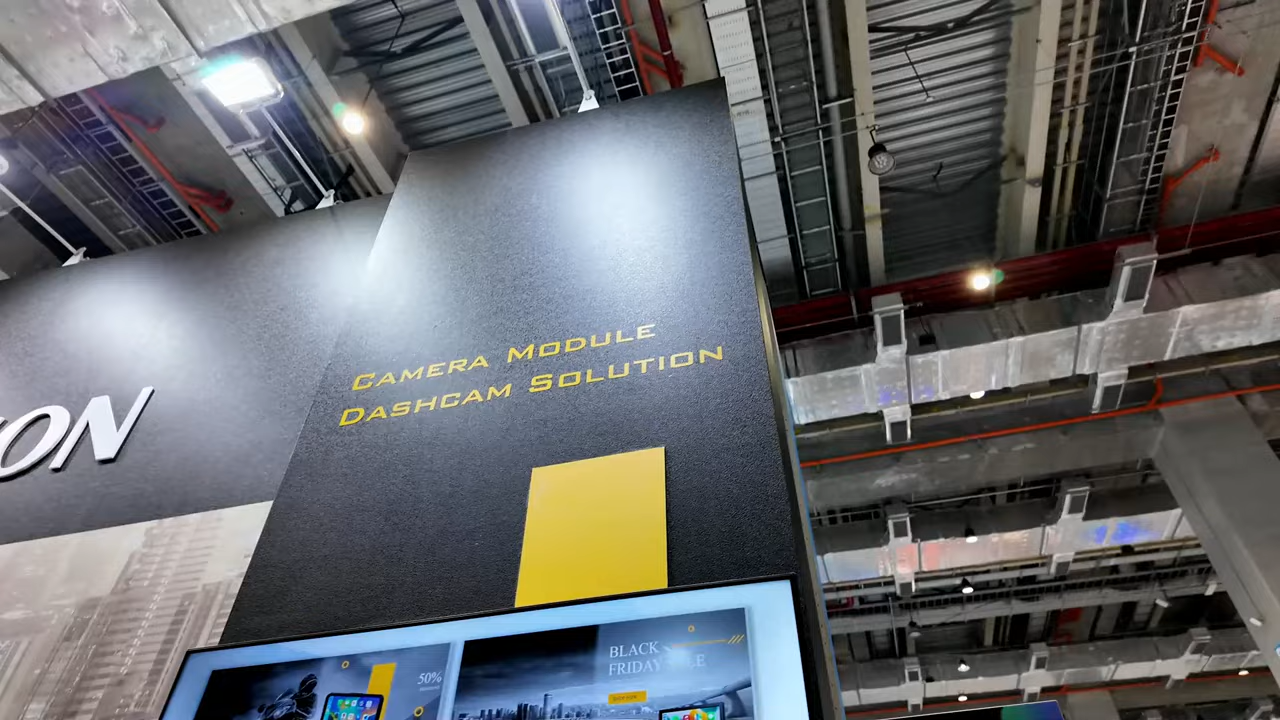 CAMERA MODULE
DASHCAM SOLUTION
ON
50%
BLACK
FRIDAY